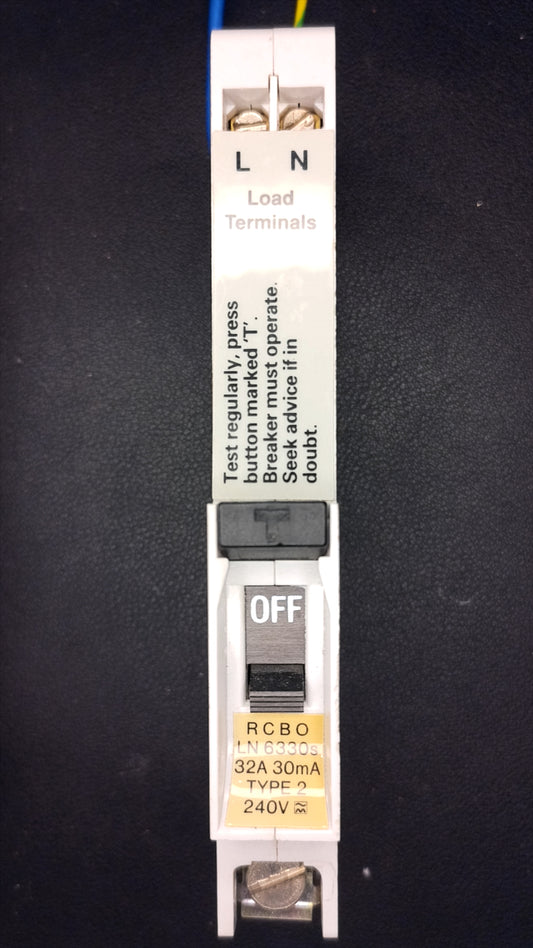 L N
Load
Terminals
Test regularly, press
button marked 'T'.
Breaker must operate.
Seek advice if in
doubt.
T
OFF
RCBO
LN 6330s
32A 30mA
TYPE 2
240V